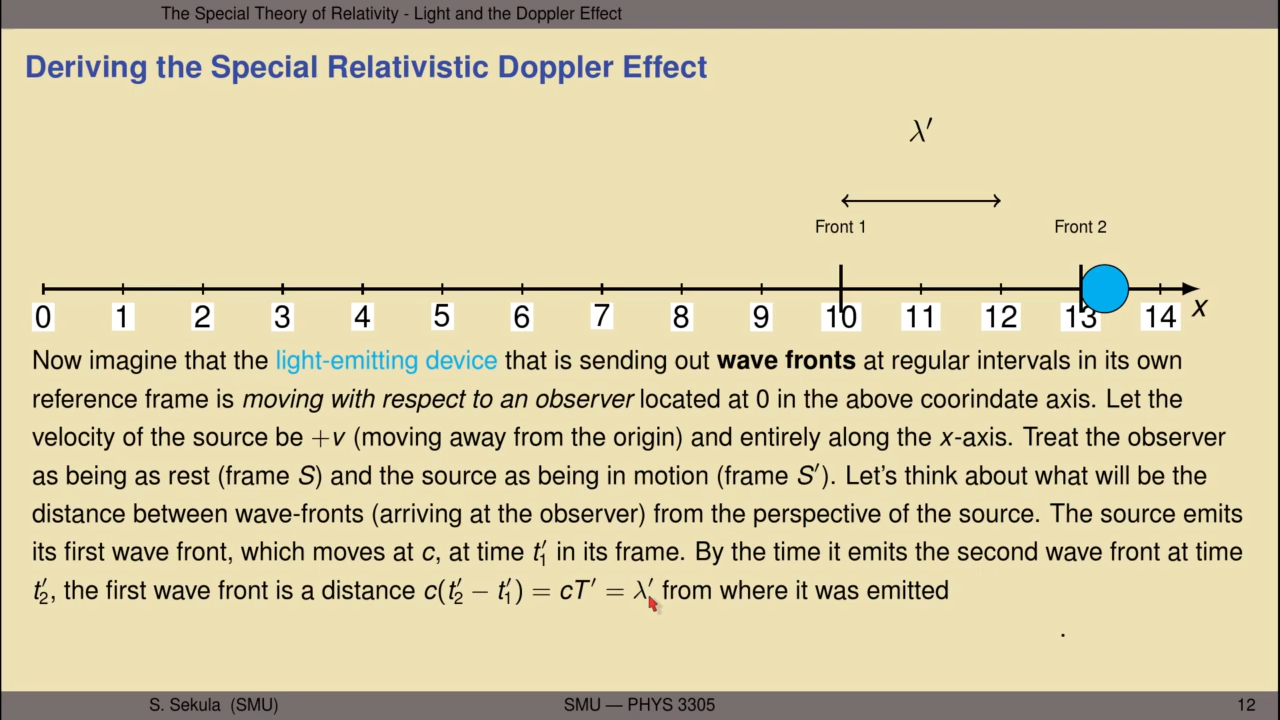 The Special Theory of Relativity - Light and the Doppler Effect
Deriving the Special Relativistic Doppler Effect
λ′
Front 1 Front 2
0 1 2 3 4 5 6 7 8 9 10 11 12 13 14 x
Now imagine that the light-emitting device that is sending out wave fronts at regular intervals in its own
reference frame is moving with respect to an observer located at 0 in the above coorindate axis. Let the
velocity of the source be +v (moving away from the origin) and entirely along the x-axis. Treat the observer
as being as rest (frame S) and the source as being in motion (frame S′). Let's think about what will be the
distance between wave-fronts (arriving at the observer) from the perspective of the source. The source emits
its first wave front, which moves at c, at time t′₁ in its frame. By the time it emits the second wave front at time
t′₂, the first wave front is a distance c(t′₂ − t′₁) = cT′ = λ′ from where it was emitted
.
S. Sekula (SMU) SMU — PHYS 3305 12